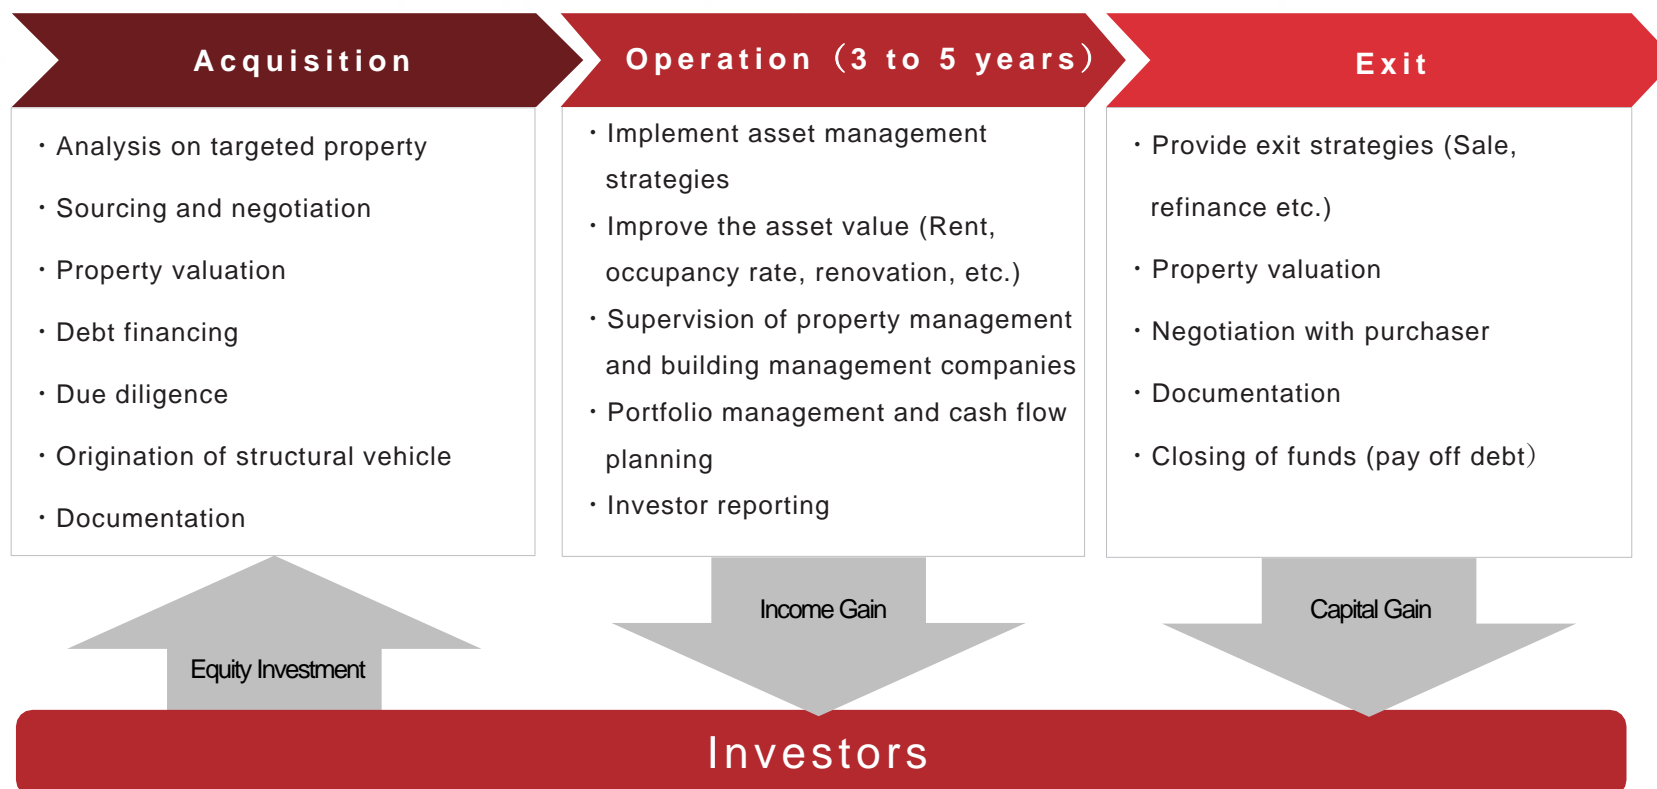 Acquisition
・Analysis on targeted property
・Sourcing and negotiation
・Property valuation
・Debt financing
・Due diligence
・Origination of structural vehicle
・Documentation
Operation（3 to 5 years）
・Implement asset management
strategies
・Improve the asset value (Rent,
occupancy rate, renovation, etc.)
・Supervision of property management
and building management companies
・Portfolio management and cash flow
planning
・Investor reporting
Exit
・Provide exit strategies (Sale,
refinance etc.)
・Property valuation
・Negotiation with purchaser
・Documentation
・Closing of funds (pay off debt）
Equity Investment
Income Gain
Capital Gain
Investors